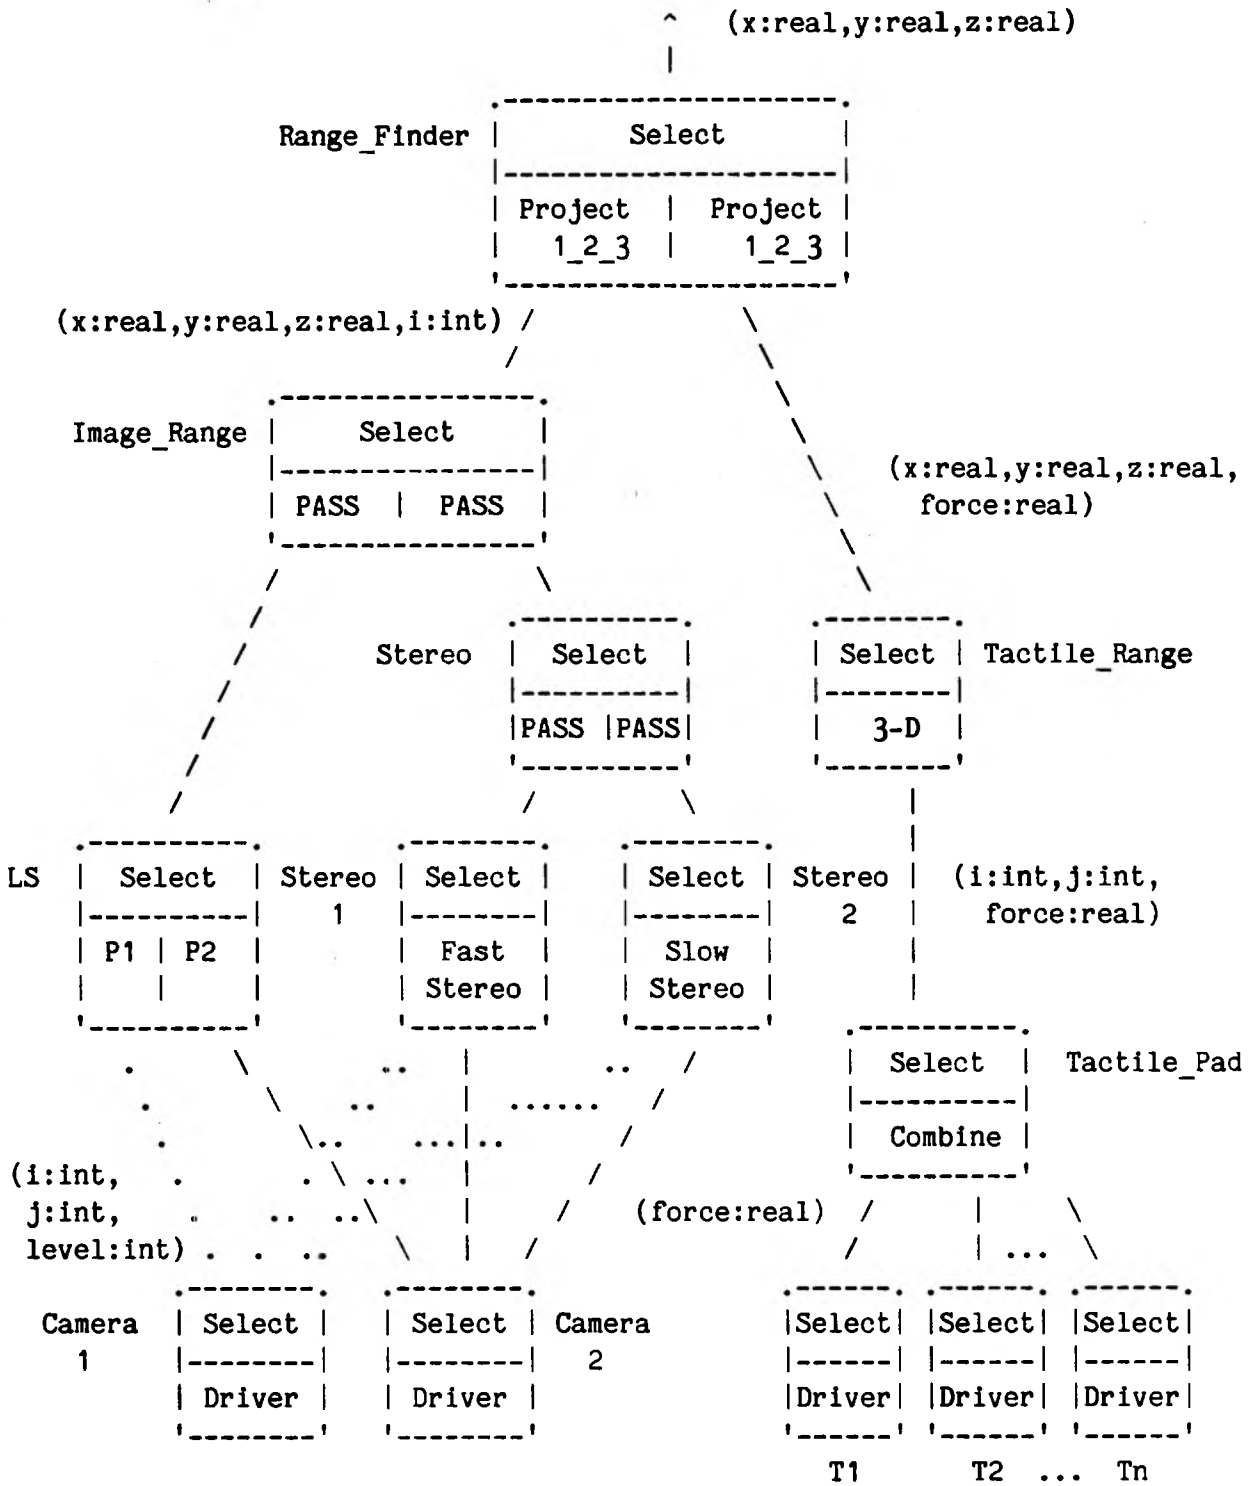 (x:real,y:real,z:real)
Range_Finder Select
Project Project
1_2_3 1_2_3
(x:real,y:real,z:real,i:int)
Image_Range Select
PASS PASS
(x:real,y:real,z:real,
force:real)
Stereo Select Select Tactile_Range
PASS PASS 3-D
LS Select Stereo Select Select Stereo (i:int,j:int,
1 2 force:real)
P1 P2 Fast Slow
Stereo Stereo
Select Tactile_Pad
Combine
(i:int,
j:int, (force:real)
level:int) ...
Camera Select Select Camera Select Select Select
1 2
Driver Driver Driver Driver Driver
T1 T2 ... Tn